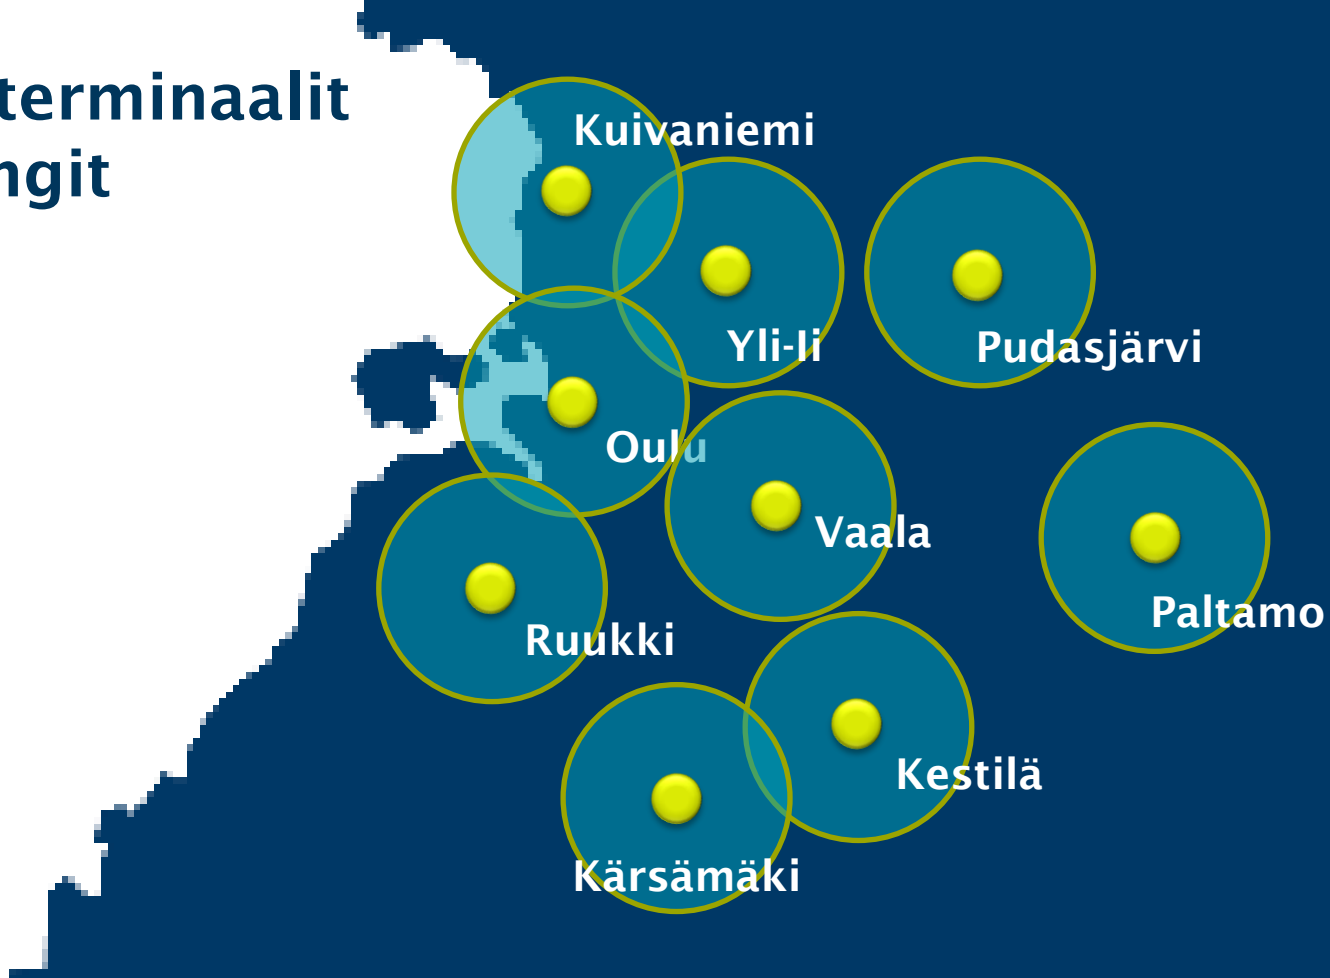 terminaalit
ngit
Kuivaniemi
Yli-Ii
Pudasjärvi
Oulu
Vaala
Paltamo
Ruukki
Kestilä
Kärsämäki